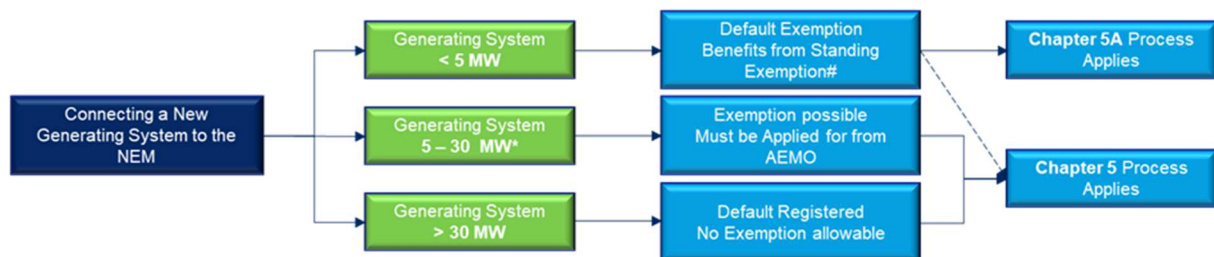 Connecting a New
Generating System to the
NEM
Generating System
< 5 MW
Default Exemption
Benefits from Standing
Exemption#
Chapter 5A Process
Applies
Generating System
5 – 30 MW*
Exemption possible
Must be Applied for from
AEMO
Chapter 5 Process
Applies
Generating System
> 30 MW
Default Registered
No Exemption allowable